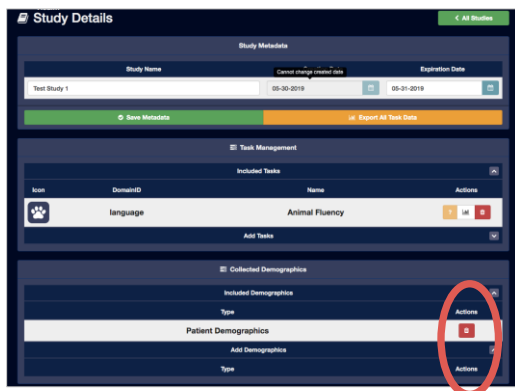 Study Details
< All Studies
Study Metadata
Study Name
Expiration Date
Cannot change created date
Test Study 1
05-30-2019
05-31-2019
Save Metadata
Export All Task Data
Task Management
Included Tasks
Icon
DomainID
Name
Actions
language
Animal Fluency
Add Tasks
Collected Demographics
Included Demographics
Type
Actions
Patient Demographics
Add Demographics
Type
Actions